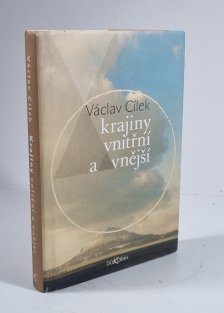 Václav Cílek
krajiny
vnitřní
a vnější
DOKOŘÁN
Václav Cílek Krajiny vnitřní a vnější